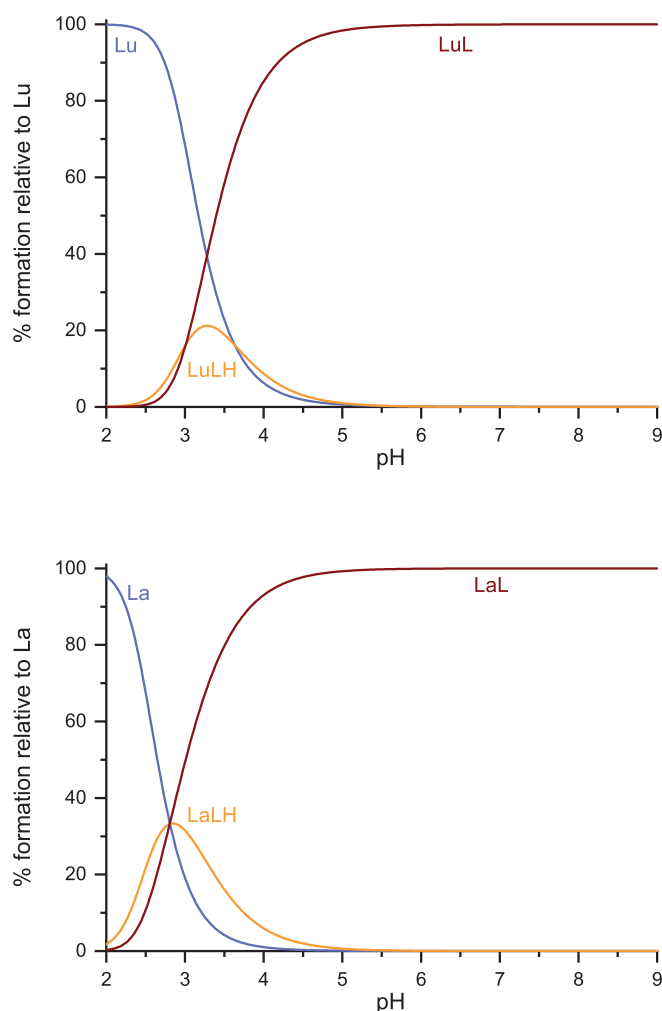 % formation relative to Lu
100
80
60
40
20
0
Lu
LuL
LuLH
2 3 4 5 6 7 8 9
pH
% formation relative to La
100
80
60
40
20
0
La
LaL
LaLH
2 3 4 5 6 7 8 9
pH